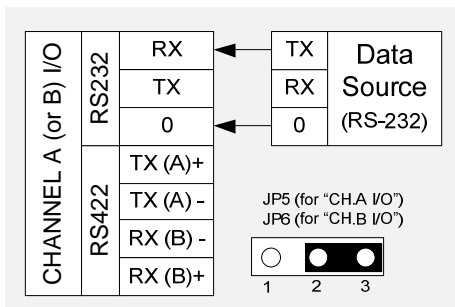 CHANNEL A (or B) I/O
RS232
RX
TX
0
RS422
TX (A)+
TX (A) -
RX (B) -
RX (B)+
TX
RX
0
Data
Source
(RS-232)
JP5 (for “CH.A I/O”)
JP6 (for “CH.B I/O”)
1 2 3